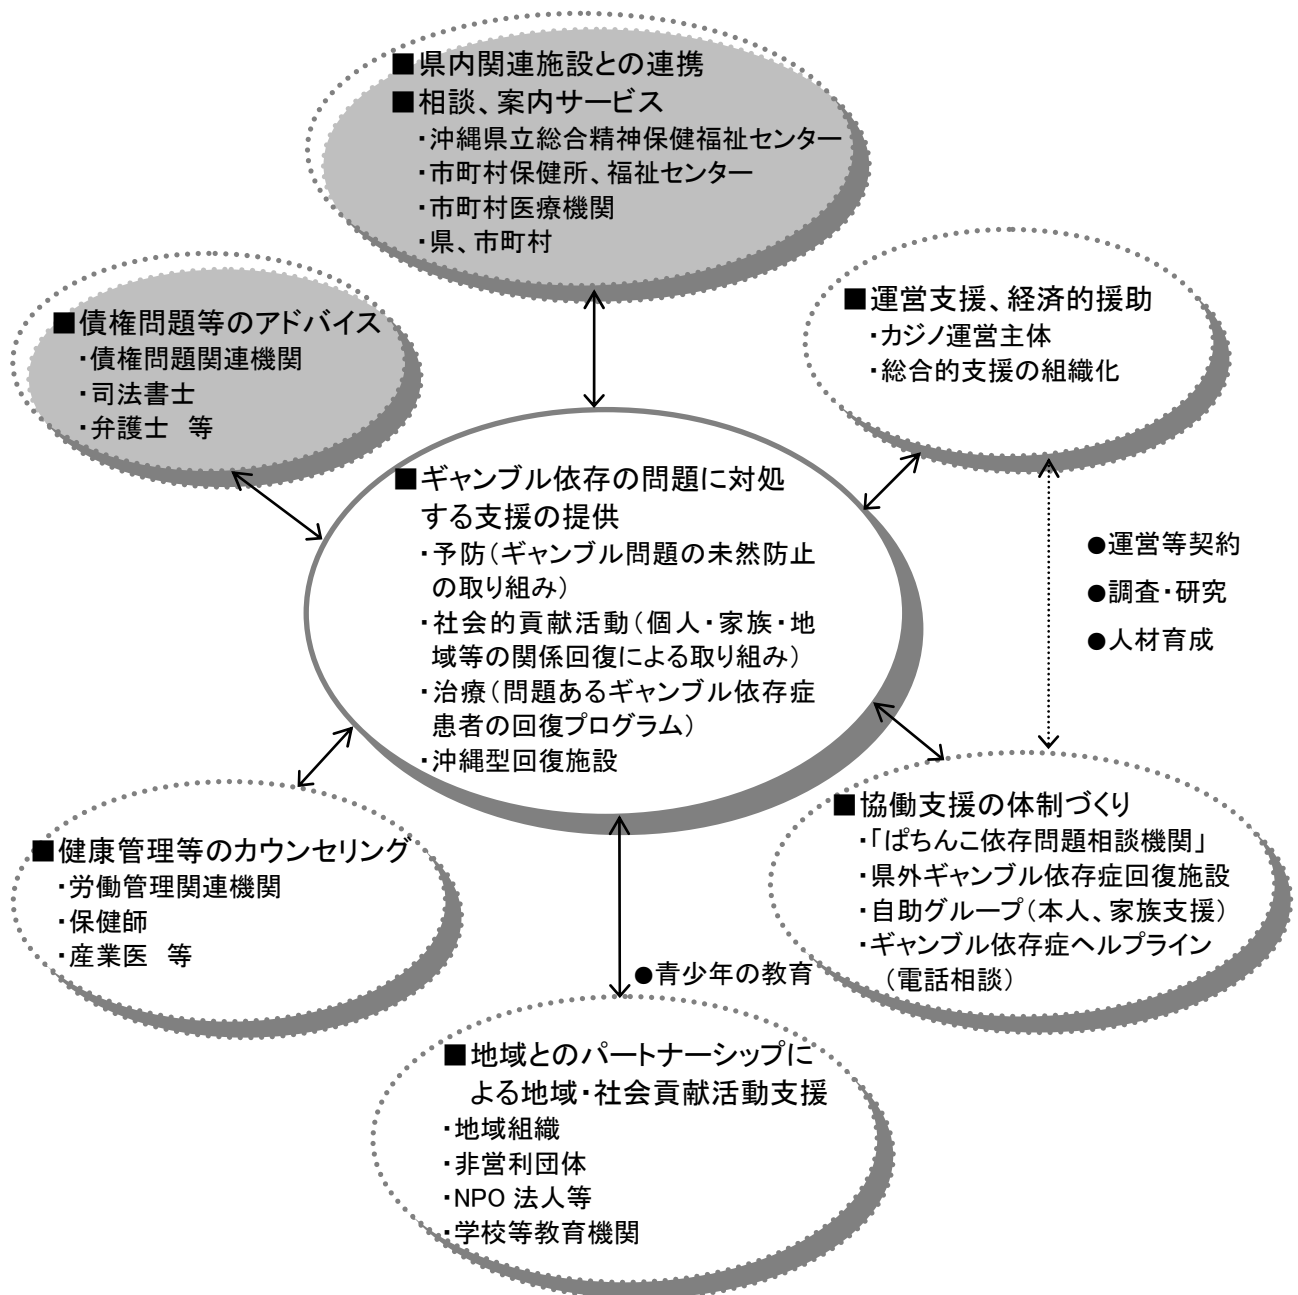 ■県内関連施設との連携
■相談、案内サービス
・沖縄県立総合精神保健福祉センター
・市町村保健所、福祉センター
・市町村医療機関
・県、市町村
■債権問題等のアドバイス
・債権問題関連機関
・司法書士
・弁護士 等
■運営支援、経済的援助
・カジノ運営主体
・総合的支援の組織化
■ギャンブル依存の問題に対処
する支援の提供
・予防(ギャンブル問題の未然防止
の取り組み)
・社会的貢献活動(個人・家族・地
域等の関係回復による取り組み)
・治療(問題あるギャンブル依存症
患者の回復プログラム)
・沖縄型回復施設
●運営等契約
●調査・研究
●人材育成
■健康管理等のカウンセリング
・労働管理関連機関
・保健師
・産業医 等
■協働支援の体制づくり
・「ぱちんこ依存問題相談機関」
・県外ギャンブル依存症回復施設
・自助グループ(本人、家族支援)
・ギャンブル依存症ヘルプライン
(電話相談)
●青少年の教育
■地域とのパートナーシップに
よる地域・社会貢献活動支援
・地域組織
・非営利団体
・NPO 法人等
・学校等教育機関